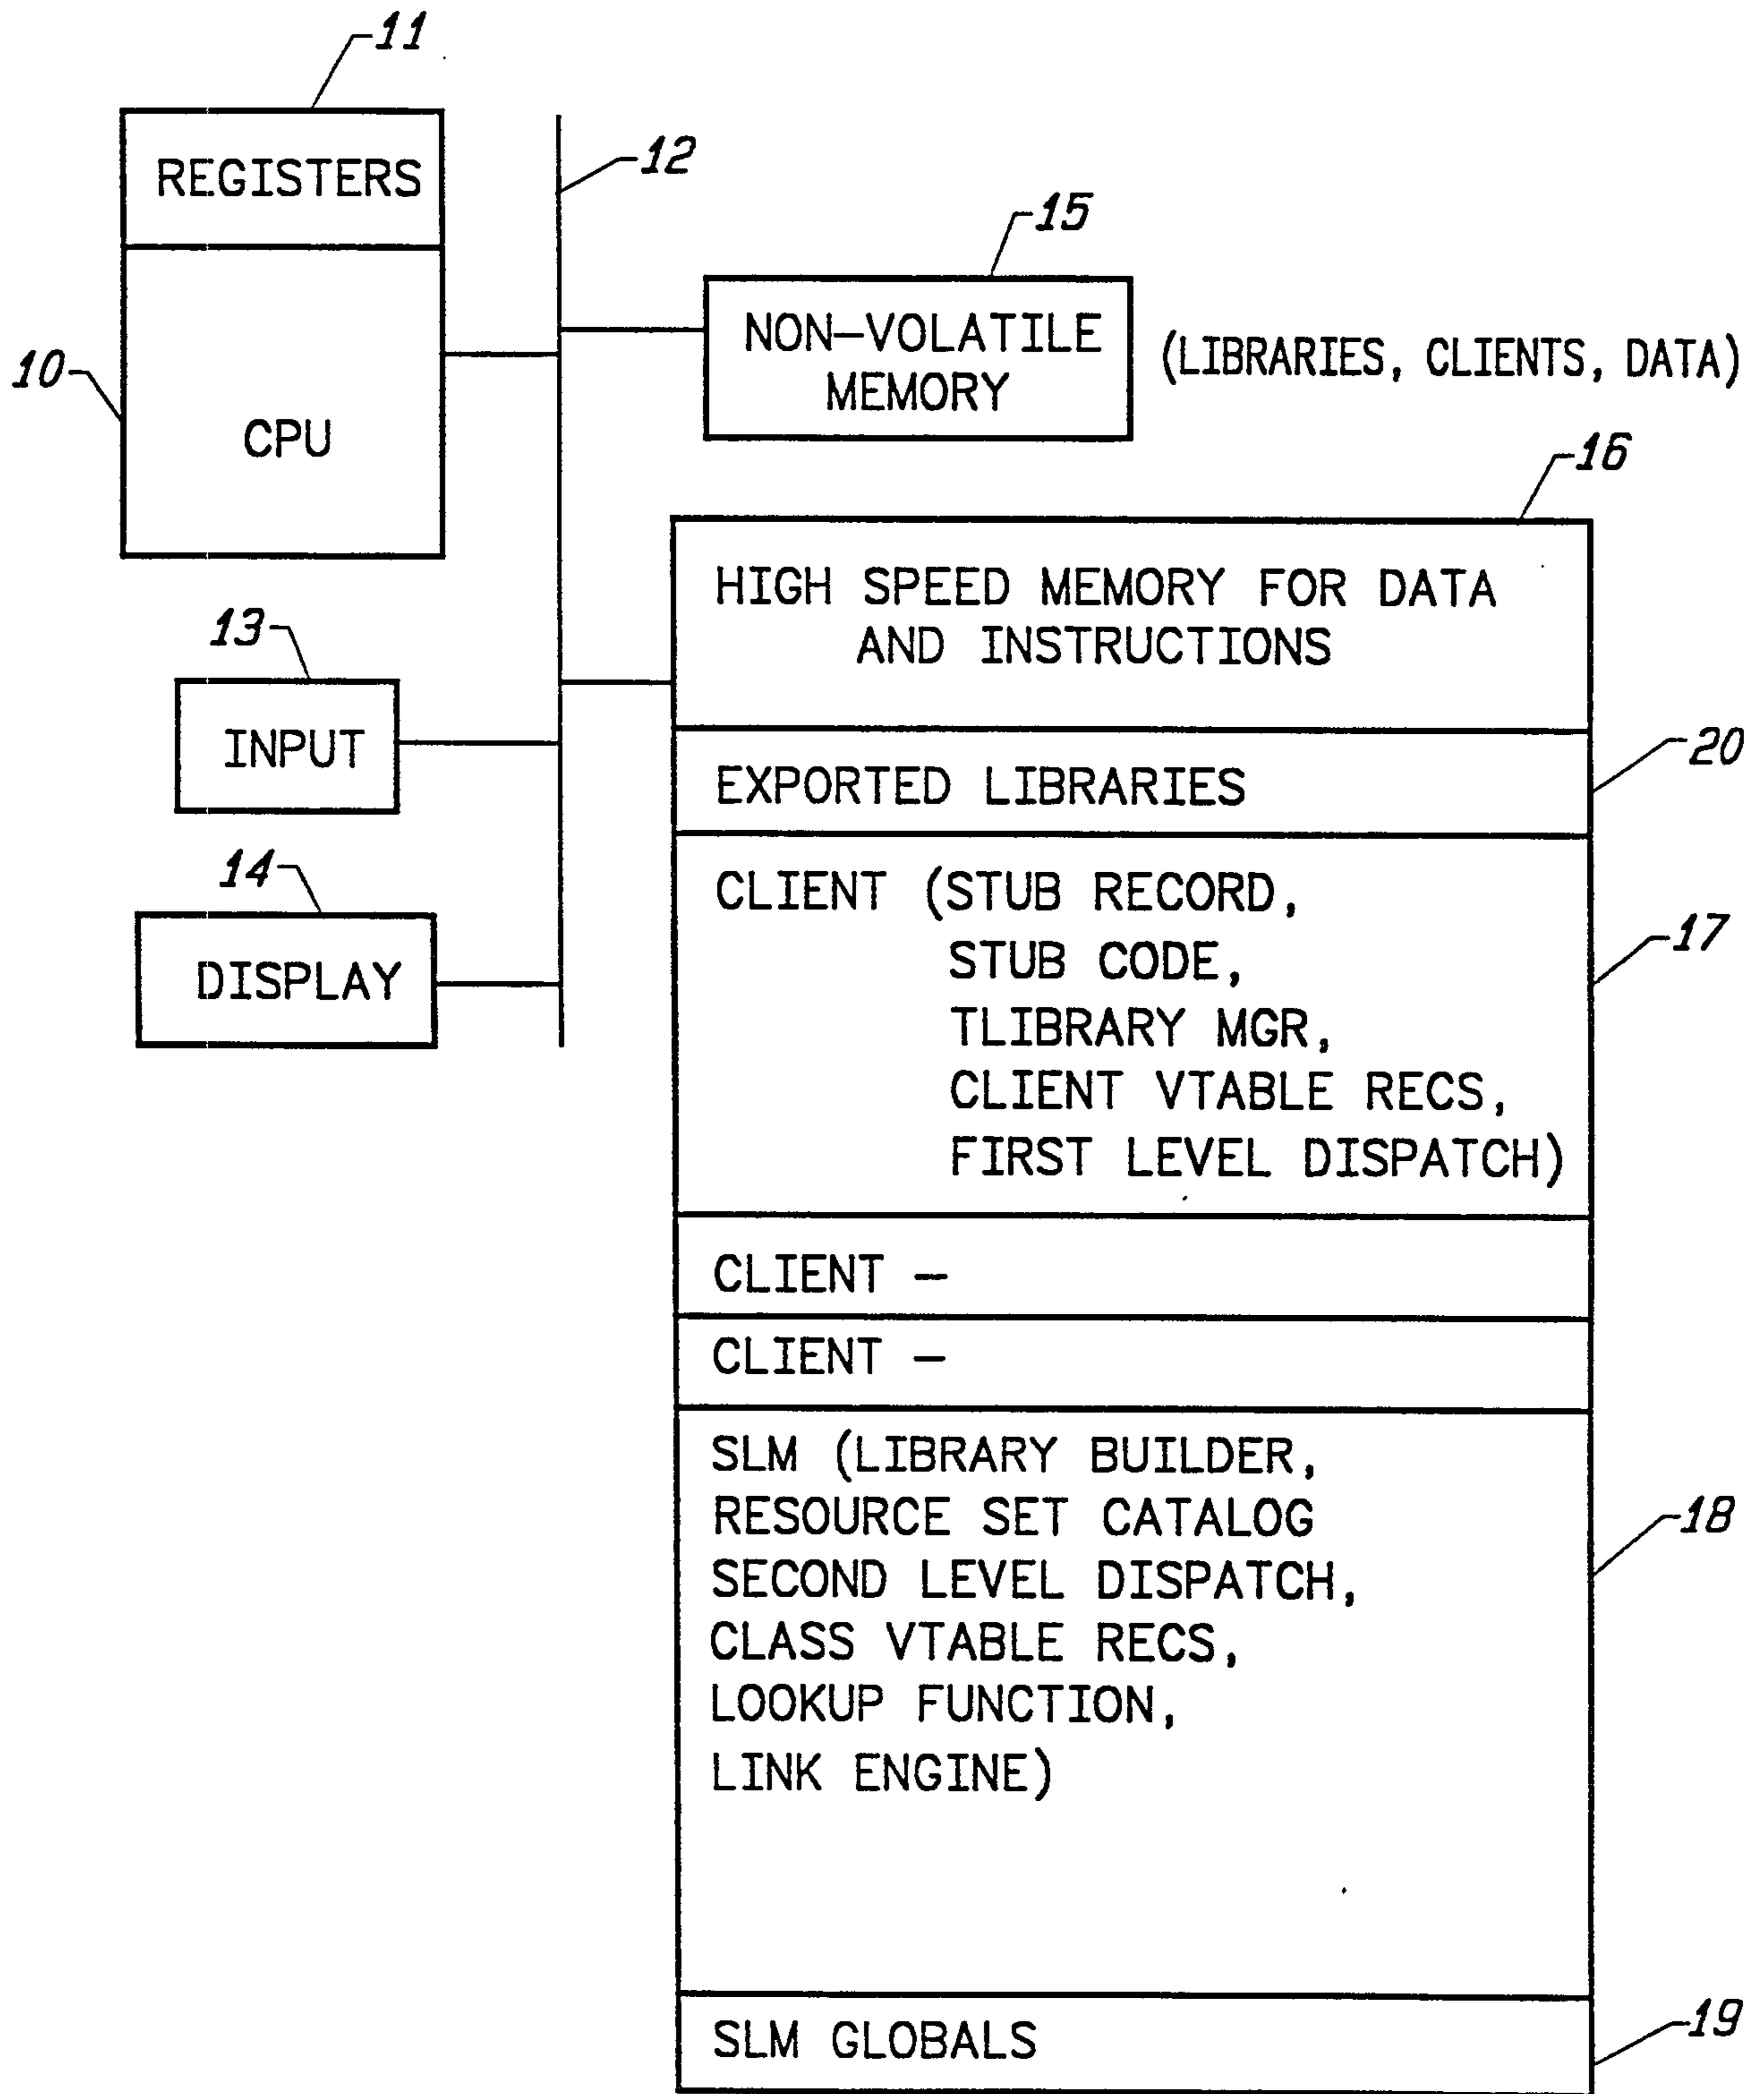 11
REGISTERS
12
15
NON-VOLATILE
MEMORY
(LIBRARIES, CLIENTS, DATA)
10
CPU
16
HIGH SPEED MEMORY FOR DATA
AND INSTRUCTIONS
13
INPUT
20
EXPORTED LIBRARIES
14
DISPLAY
CLIENT (STUB RECORD,
STUB CODE,
TLIBRARY MGR,
CLIENT VTABLE RECS,
FIRST LEVEL DISPATCH)
17
CLIENT –
CLIENT –
SLM (LIBRARY BUILDER,
RESOURCE SET CATALOG
SECOND LEVEL DISPATCH,
CLASS VTABLE RECS,
LOOKUP FUNCTION,
LINK ENGINE)
18
SLM GLOBALS
19